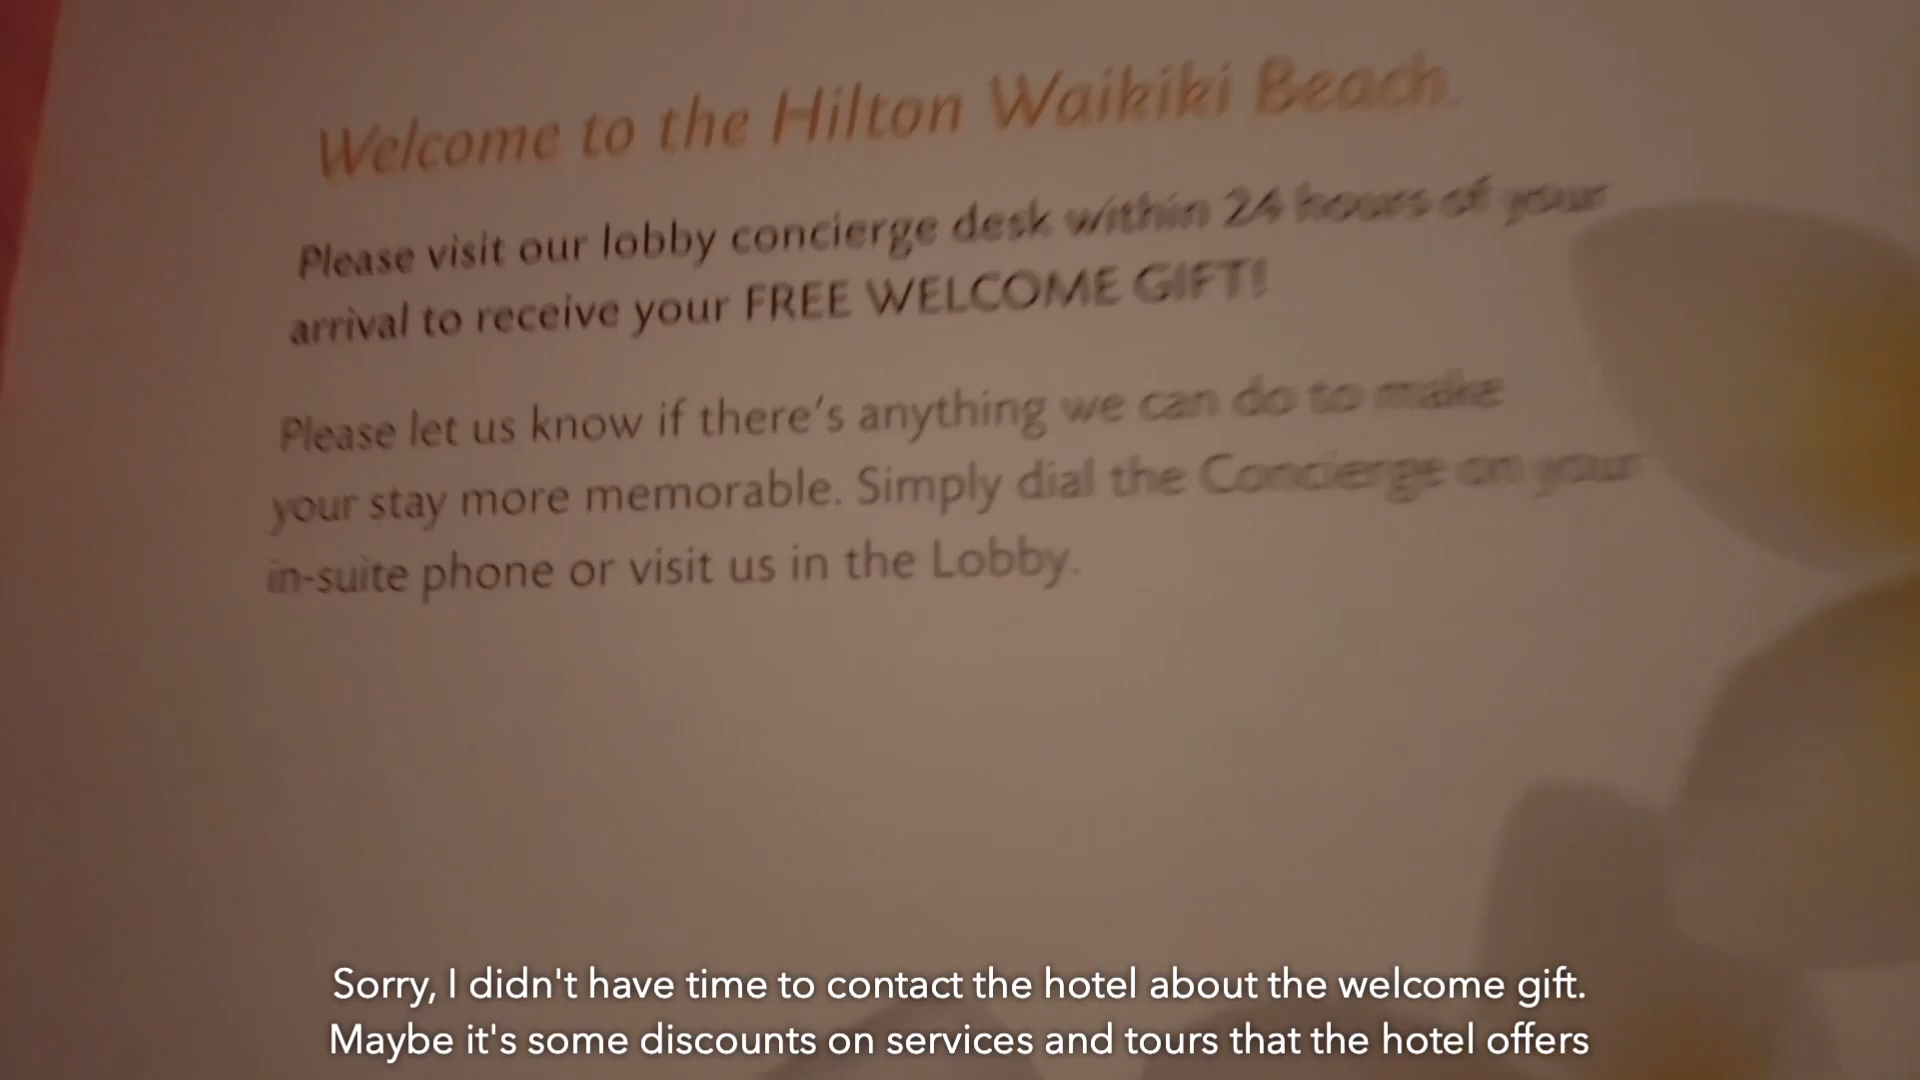 Welcome to the Hilton Waikiki Beach.
Please visit our lobby concierge desk within 24 hours of your
arrival to receive your FREE WELCOME GIFT!
Please let us know if there's anything we can do to make
your stay more memorable. Simply dial the Concierge on your
in-suite phone or visit us in the Lobby.
Sorry, I didn't have time to contact the hotel about the welcome gift.
Maybe it's some discounts on services and tours that the hotel offers